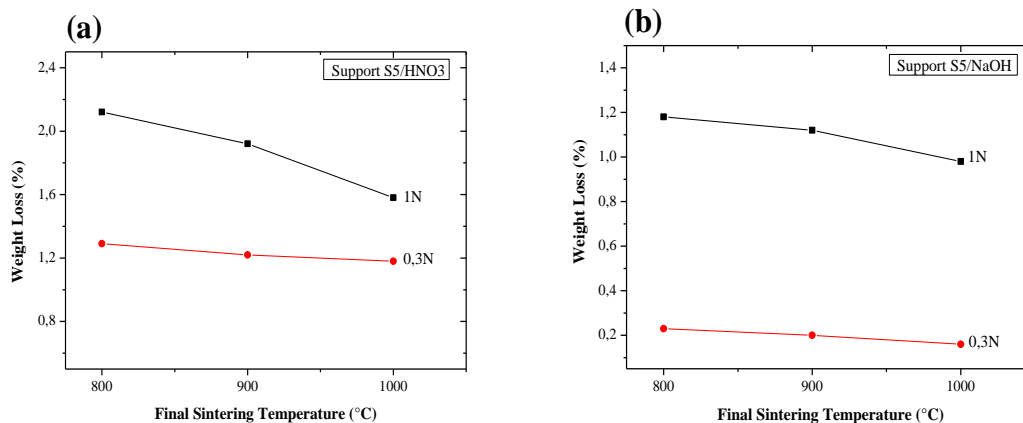 (a)
Support S5/HNO3
2,4
2,0
1,6
1,2
0,8
Weight Loss (%)
1N
0,3N
800
900
1000
Final Sintering Temperature (°C)
(b)
Support S5/NaOH
1,4
1,2
1,0
0,8
0,6
0,4
0,2
Weight Loss (%)
1N
0,3N
800
900
1000
Final Sintering Temperature (°C)